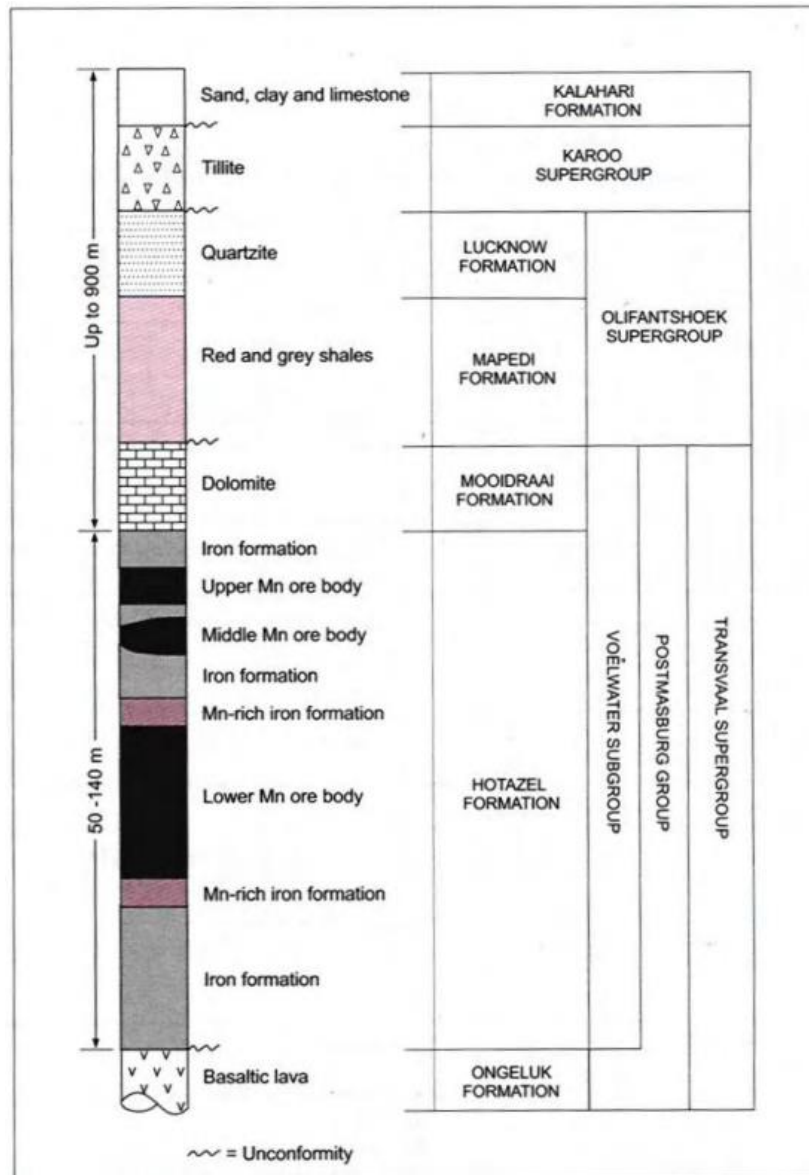 Sand, clay and limestone
KALAHARI
FORMATION
Tillite
KAROO
SUPERGROUP
Quartzite
LUCKNOW
FORMATION
Up to 900 m
OLIFANTSHOEK
SUPERGROUP
Red and grey shales
MAPEDI
FORMATION
Dolomite
MOOIDRAAI
FORMATION
Iron formation
Upper Mn ore body
Middle Mn ore body
Iron formation
Mn-rich iron formation
50 -140 m
Lower Mn ore body
HOTAZEL
FORMATION
VOËLWATER SUBGROUP
POSTMASBURG GROUP
TRANSVAAL SUPERGROUP
Mn-rich iron formation
Iron formation
Basaltic lava
ONGELUK
FORMATION
= Unconformity